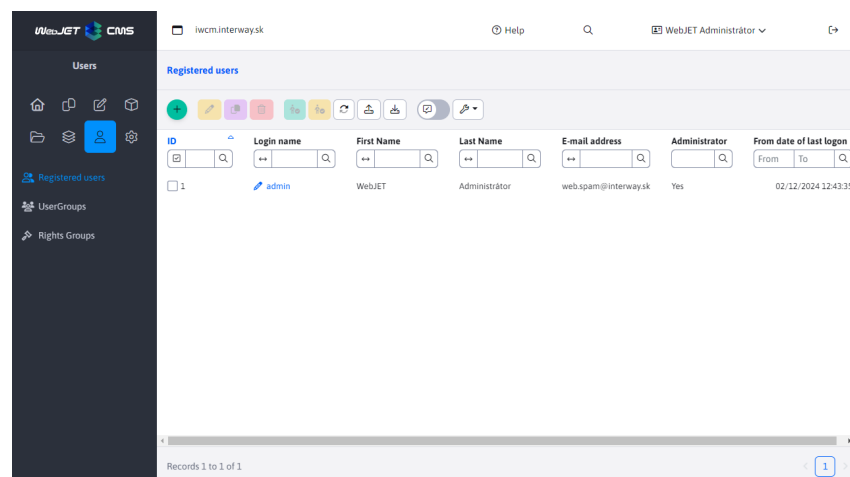 WebJET CMS
iwcm.interway.sk
Help
WebJET Administrátor
Users
Registered users
ID
Login name
First Name
Last Name
E-mail address
Administrator
From date of last logon
From
To
1
admin
WebJET
Administrátor
web.spam@interway.sk
Yes
02/12/2024 12:43:35
Registered users
UserGroups
Rights Groups
Records 1 to 1 of 1
1